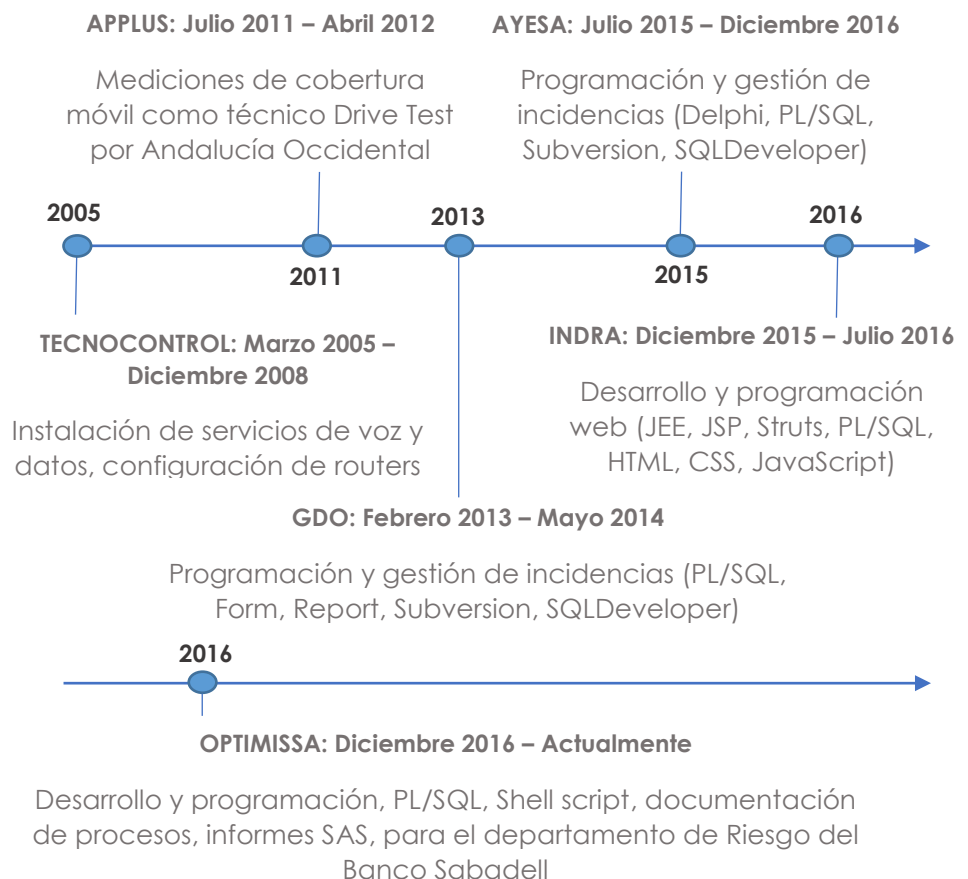 APPLUS: Julio 2011 – Abril 2012
Mediciones de cobertura
móvil como técnico Drive Test
por Andalucía Occidental
AYESA: Julio 2015 – Diciembre 2016
Programación y gestión de
incidencias (Delphi, PL/SQL,
Subversion, SQLDeveloper)
2005
2013
2016
2011
2015
TECNOCONTROL: Marzo 2005 –
Diciembre 2008
Instalación de servicios de voz y
datos, configuración de routers
INDRA: Diciembre 2015 – Julio 2016
Desarrollo y programación
web (JEE, JSP, Struts, PL/SQL,
HTML, CSS, JavaScript)
GDO: Febrero 2013 – Mayo 2014
Programación y gestión de incidencias (PL/SQL,
Form, Report, Subversion, SQLDeveloper)
2016
OPTIMISSA: Diciembre 2016 – Actualmente
Desarrollo y programación, PL/SQL, Shell script, documentación
de procesos, informes SAS, para el departamento de Riesgo del
Banco Sabadell